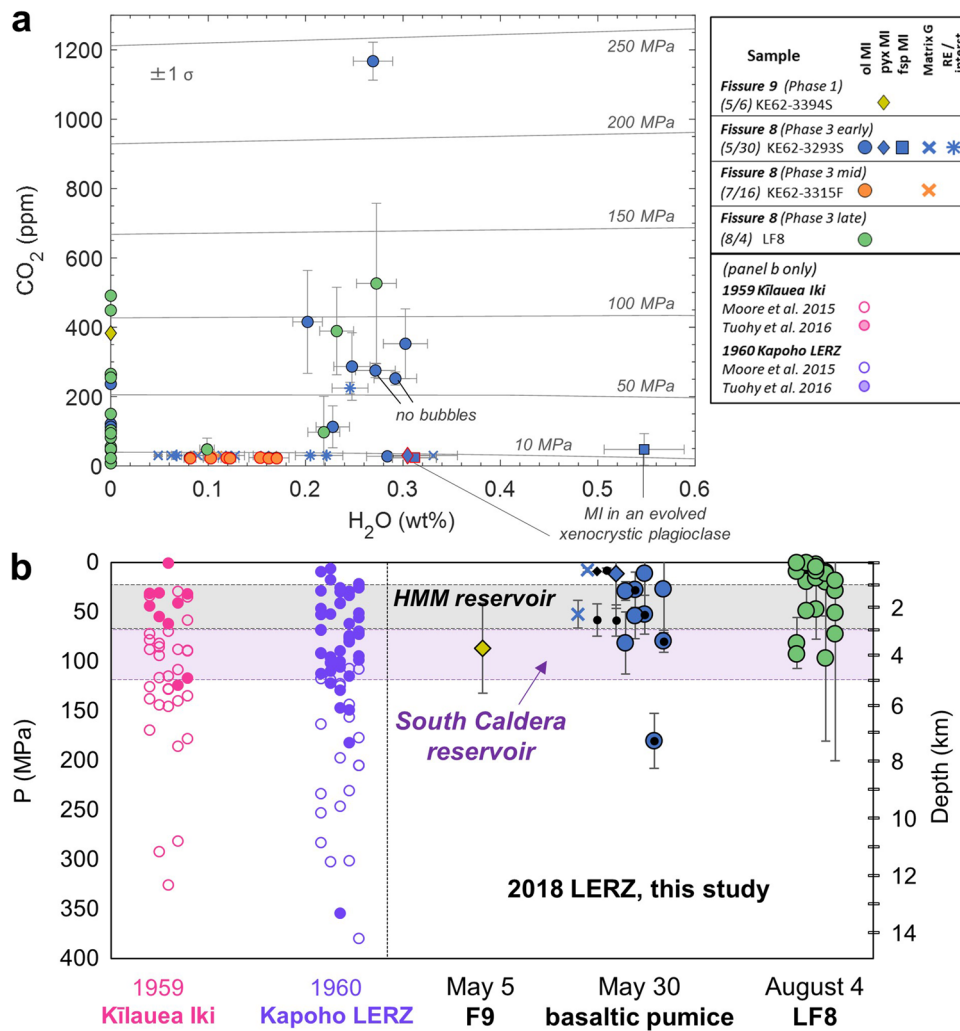 a
1200
1000
800
600
400
200
0
CO2 (ppm)
±1 σ
250 MPa
200 MPa
150 MPa
100 MPa
50 MPa
10 MPa
no bubbles
0 0.1 0.2 0.3 0.4 0.5 0.6
H2O (wt%)
MI in an evolved
xenocrystic plagioclase
Sample
ol MI
pyx MI
fsp MI
Matrix G
RE /
interst
Fissure 9 (Phase 1)
(5/6) KE62-3394S
Fissure 8 (Phase 3 early)
(5/30) KE62-3293S
Fissure 8 (Phase 3 mid)
(7/16) KE62-3315F
Fissure 8 (Phase 3 late)
(8/4) LF8
(panel b only)
1959 Kīlauea Iki
Moore et al. 2015
Tuohy et al. 2016
1960 Kapoho LERZ
Moore et al. 2015
Tuohy et al. 2016
b
0
50
100
150
200
250
300
350
400
P (MPa)
HMM reservoir
South Caldera
reservoir
2018 LERZ, this study
2
4
6
8
10
12
14
Depth (km)
1959
Kīlauea Iki
1960
Kapoho LERZ
May 5
F9
May 30
basaltic pumice
August 4
LF8